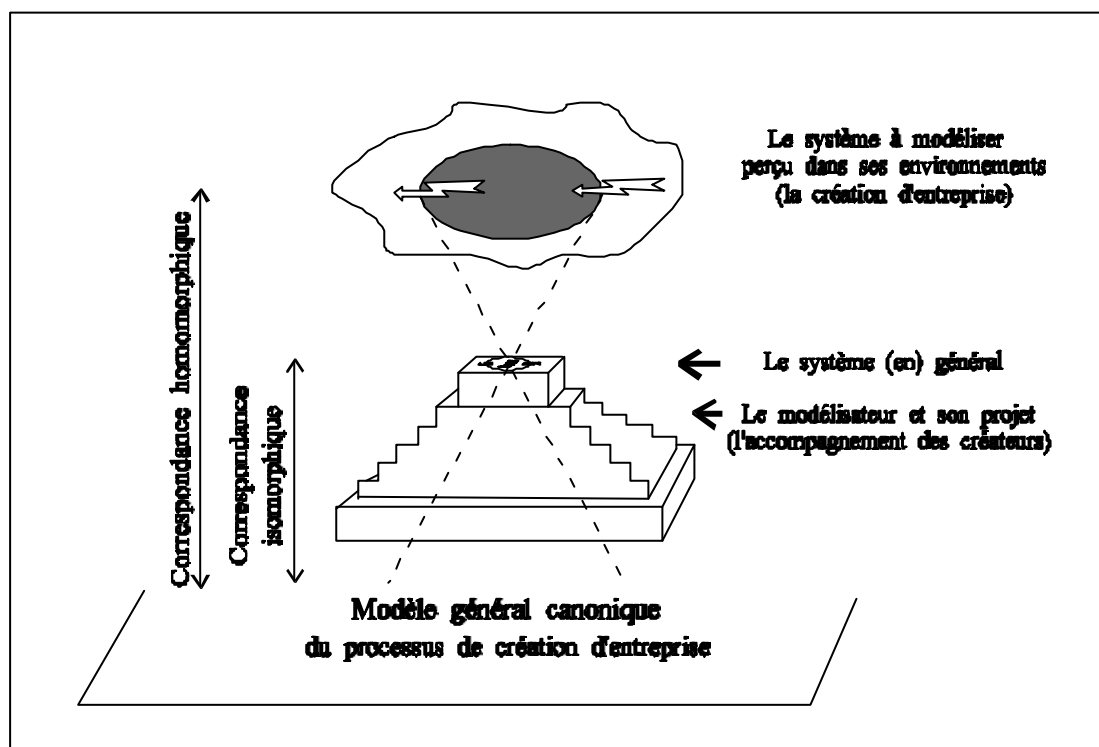 Le système à modéliser
perçu dans ses environnements
(la création d'entreprise)
Correspondance homomorphique
Correspondance
isomorphique
Le système (en) général
Le modélisateur et son projet
(l'accompagnement des créateurs)
Modèle général canonique
du processus de création d'entreprise